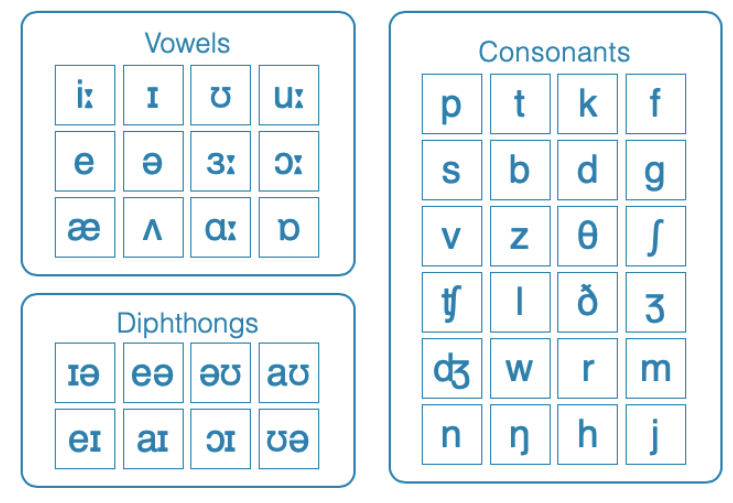 Vowels
iː ɪ ʊ uː
e ə ɜː ɔː
æ ʌ ɑː ɒ
Diphthongs
ɪə eə əʊ aʊ
eɪ aɪ ɔɪ ʊə
Consonants
p t k f
s b d g
v z θ ʃ
ʧ l ð ʒ
ʤ w r m
n ŋ h j